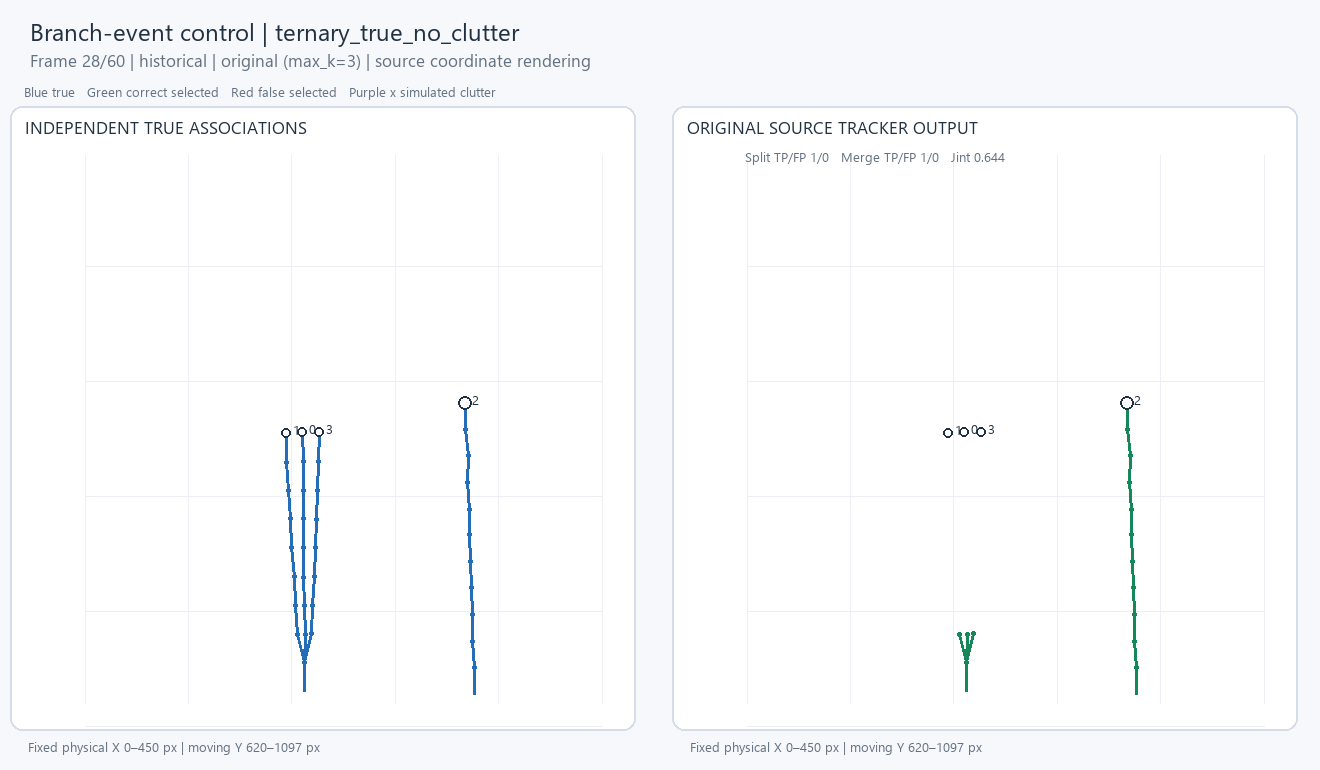 Branch-event control | ternary_true_no_clutter
Frame 28/60 | historical | original (max_k=3) | source coordinate rendering
Blue true   Green correct selected   Red false selected   Purple x simulated clutter
INDEPENDENT TRUE ASSOCIATIONS
2
1 0 3
Fixed physical X 0–450 px | moving Y 620–1097 px
ORIGINAL SOURCE TRACKER OUTPUT
Split TP/FP 1/0   Merge TP/FP 1/0   Jint 0.644
2
1 0 3
Fixed physical X 0–450 px | moving Y 620–1097 px